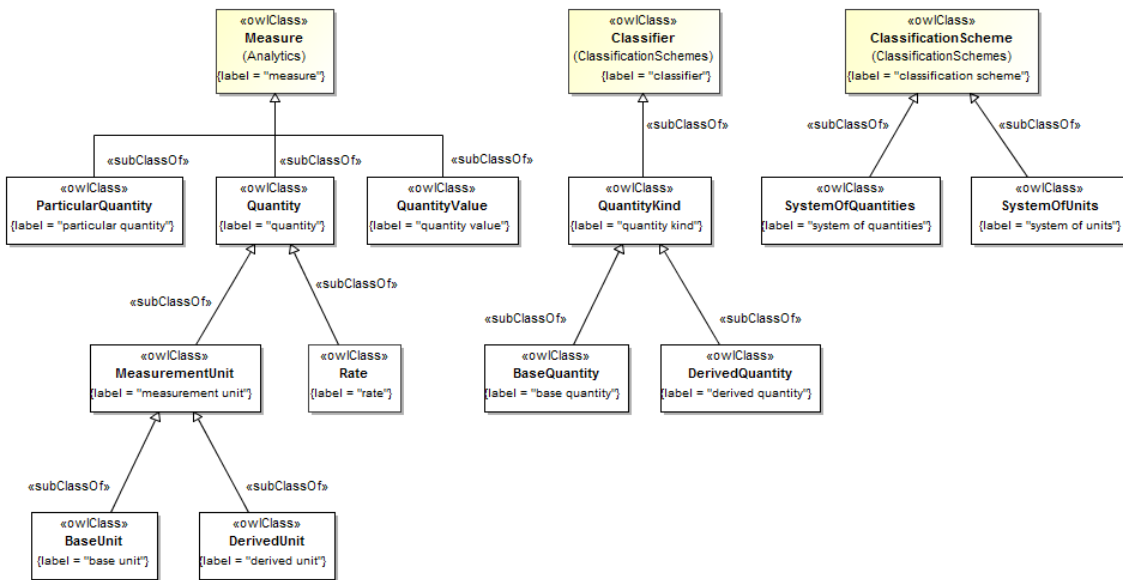 «owlClass»
Measure
(Analytics)
{label = "measure"}
«owlClass»
Classifier
(ClassificationSchemes)
{label = "classifier"}
«owlClass»
ClassificationScheme
(ClassificationSchemes)
{label = "classification scheme"}
«subClassOf»
«subClassOf»
«subClassOf»
«subClassOf»
«subClassOf»
«subClassOf»
«owlClass»
ParticularQuantity
{label = "particular quantity"}
«owlClass»
Quantity
{label = "quantity"}
«owlClass»
QuantityValue
{label = "quantity value"}
«owlClass»
QuantityKind
{label = "quantity kind"}
«owlClass»
SystemOfQuantities
{label = "system of quantities"}
«owlClass»
SystemOfUnits
{label = "system of units"}
«subClassOf»
«subClassOf»
«subClassOf»
«subClassOf»
«owlClass»
MeasurementUnit
{label = "measurement unit"}
«owlClass»
Rate
{label = "rate"}
«owlClass»
BaseQuantity
{label = "base quantity"}
«owlClass»
DerivedQuantity
{label = "derived quantity"}
«subClassOf»
«subClassOf»
«owlClass»
BaseUnit
{label = "base unit"}
«owlClass»
DerivedUnit
{label = "derived unit"}